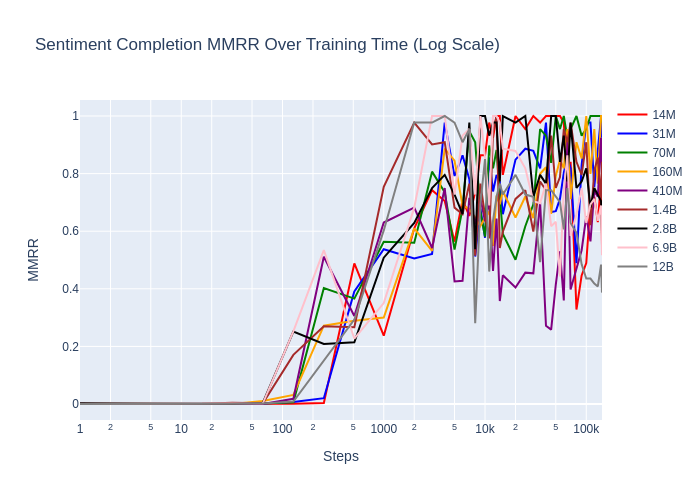 Sentiment Completion MMRR Over Training Time (Log Scale)
1
0.8
0.6
0.4
0.2
0
MMRR
1 2 5 10 2 5 100 2 5 1000 2 5 10k 2 5 100k
Steps
14M
31M
70M
160M
410M
1.4B
2.8B
6.9B
12B